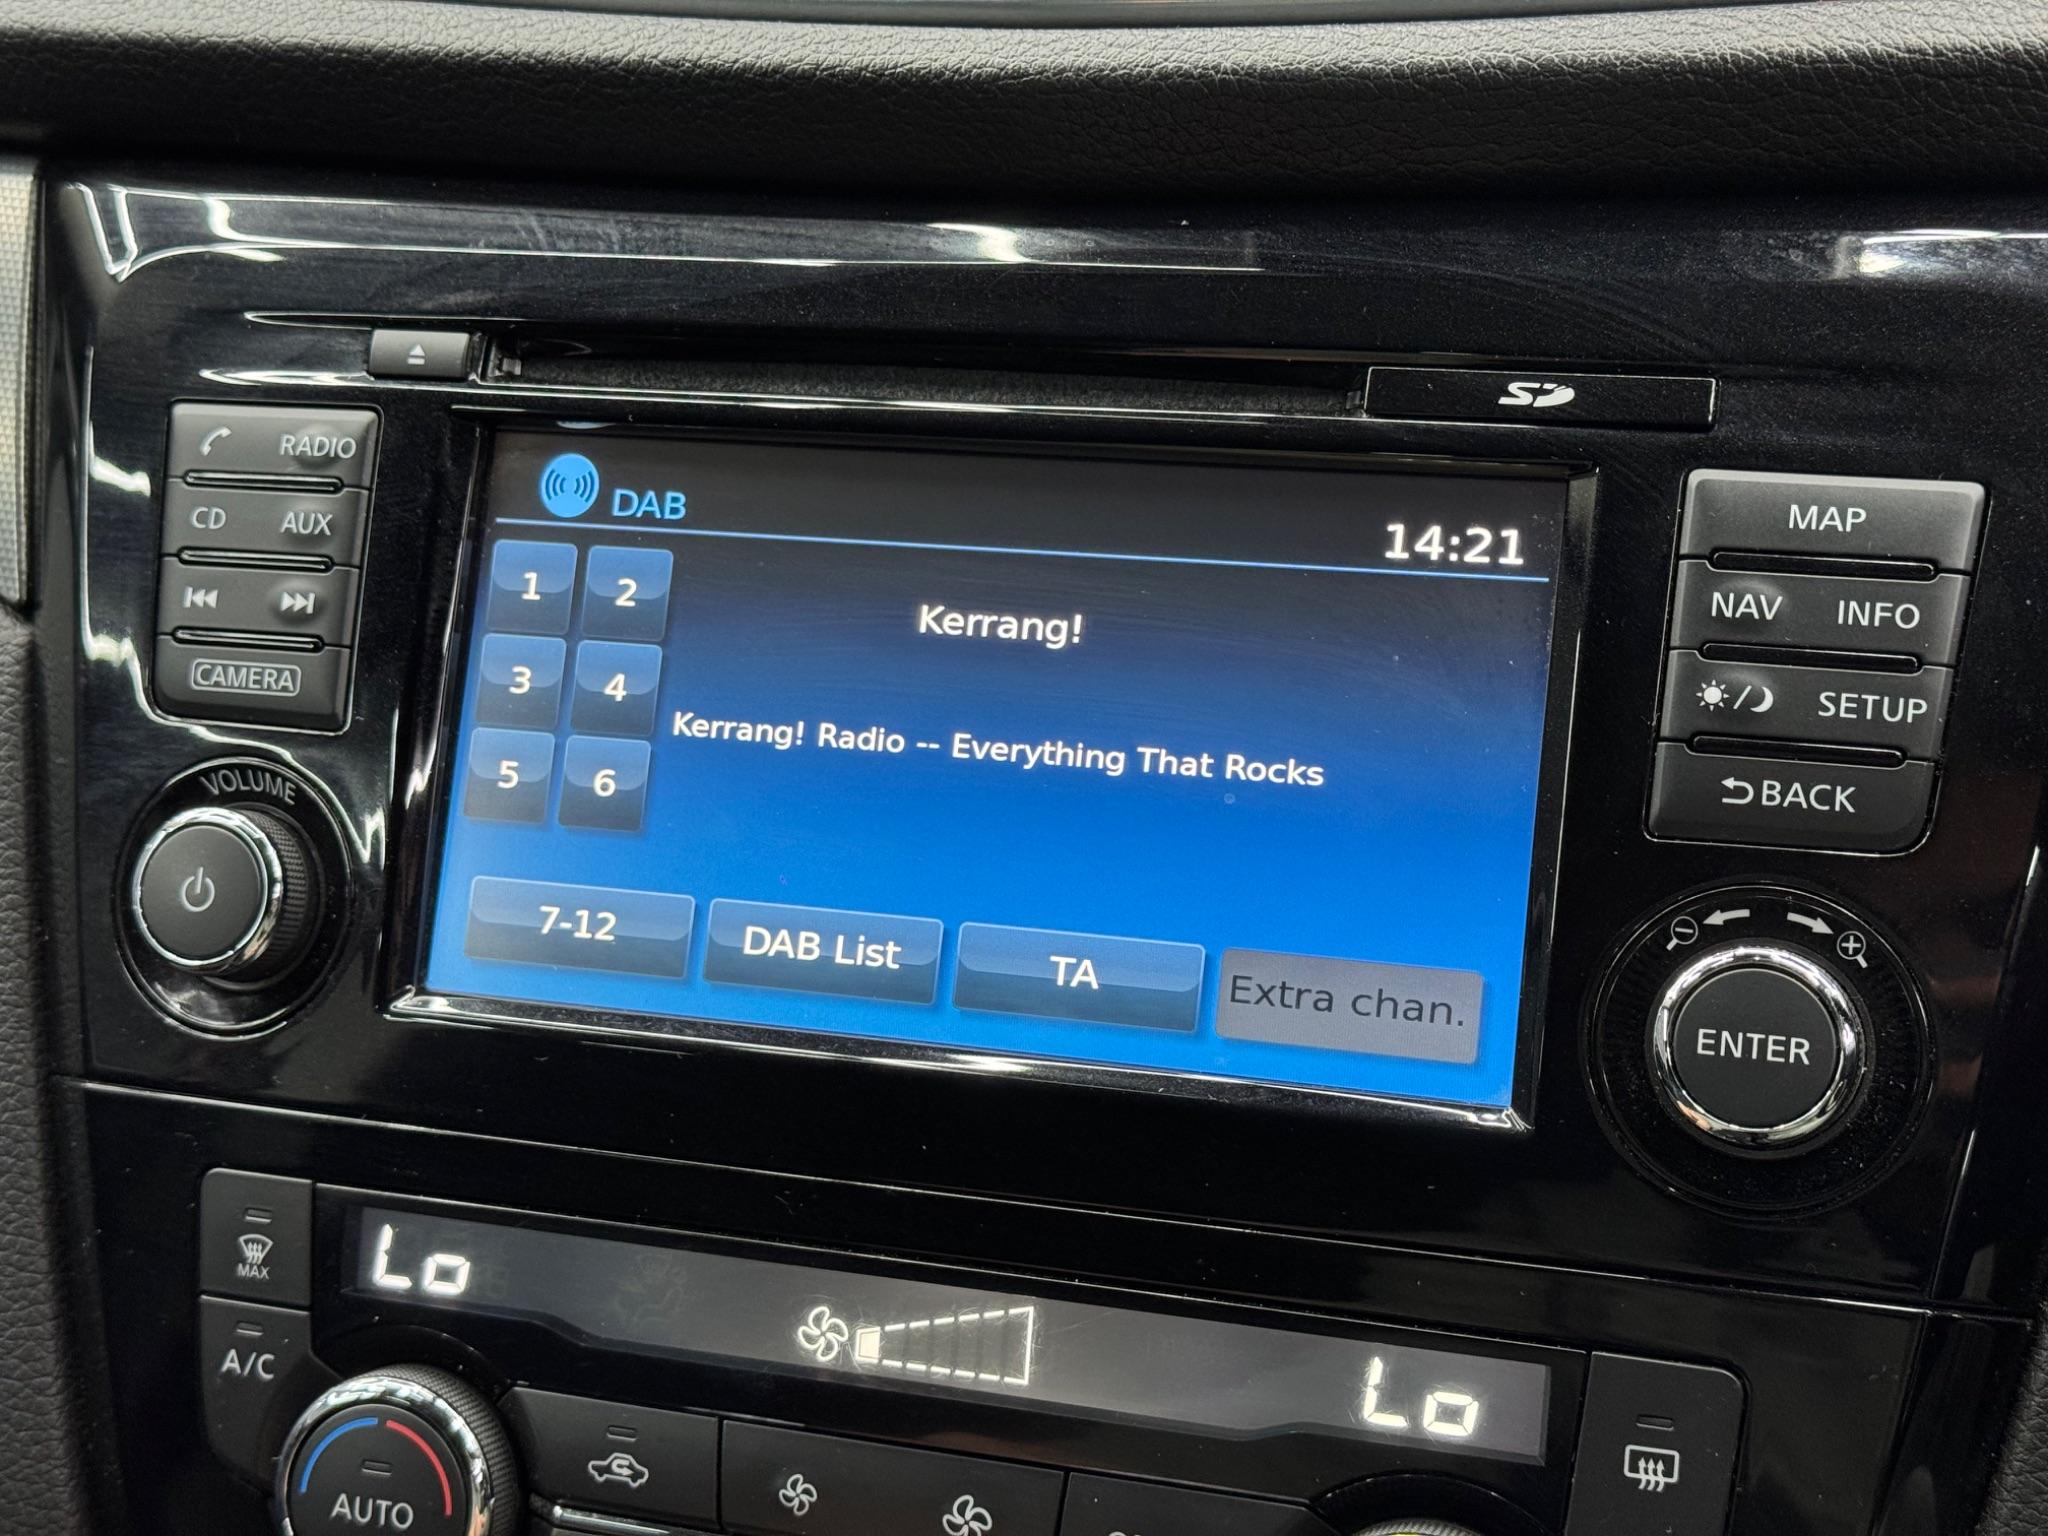 SD
RADIO
CD AUX
CAMERA
VOLUME
DAB
14:21
1 2
3 4
5 6
Kerrang!
Kerrang! Radio -- Everything That Rocks
7-12
DAB List
TA
Extra chan.
MAP
NAV INFO
SETUP
BACK
ENTER
MAX
A/C
Lo
Lo
AUTO